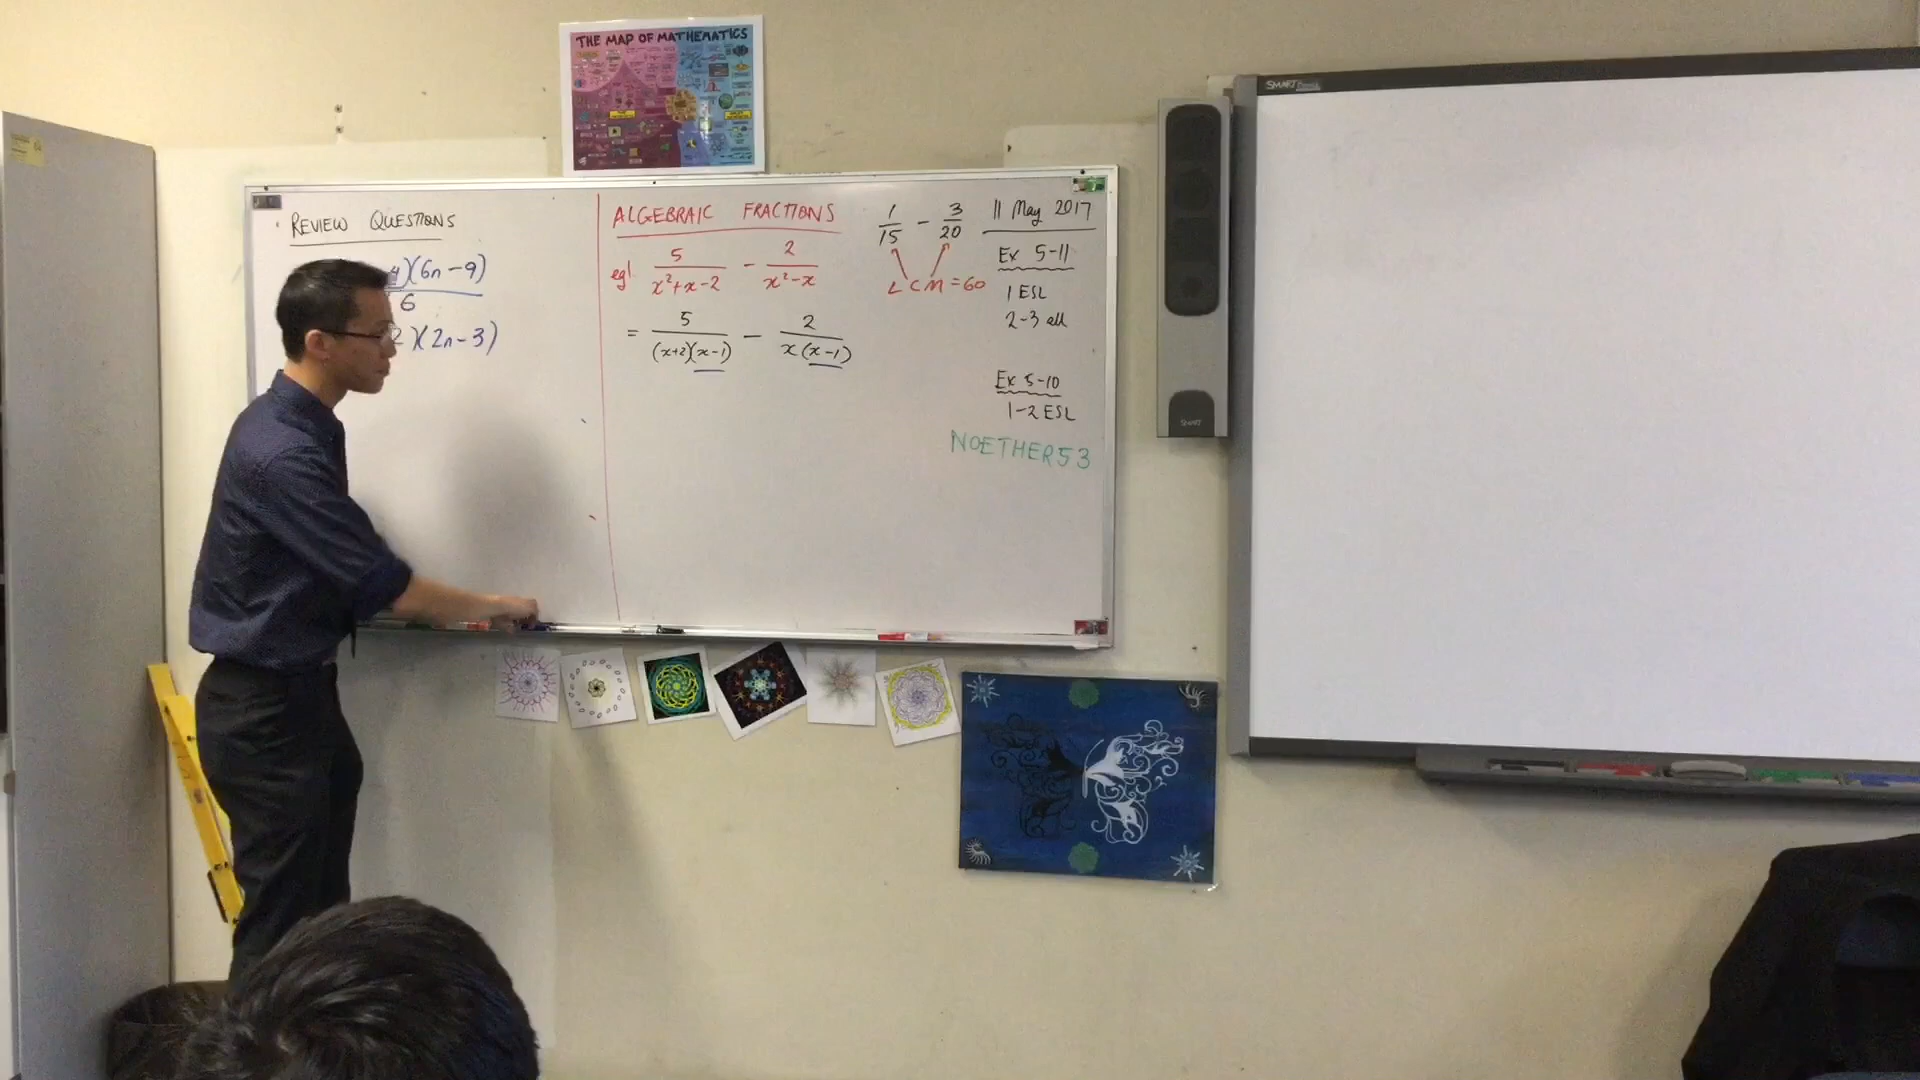 THE MAP OF MATHEMATICS
REVIEW QUESTIONS
)(6n-9)
6
)(2n-3)
ALGEBRAIC FRACTIONS
eg1 5/(x²+x-2) - 2/(x²-x)
= 5/((x+2)(x-1)) - 2/(x(x-1))
1/15 - 3/20
LCM = 60
11 May 2017
Ex 5-11
1 ESL
2-3 all
Ex 5-10
1-2 ESL
NOETHER53
SMART
SMART